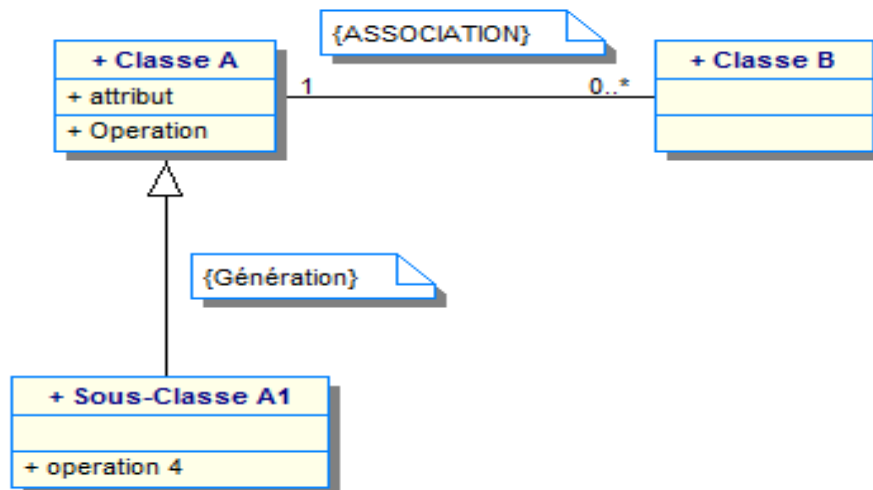 {ASSOCIATION}
+ Classe A
+ attribut
+ Operation
1
0..*
+ Classe B
{Génération}
+ Sous-Classe A1
+ operation 4